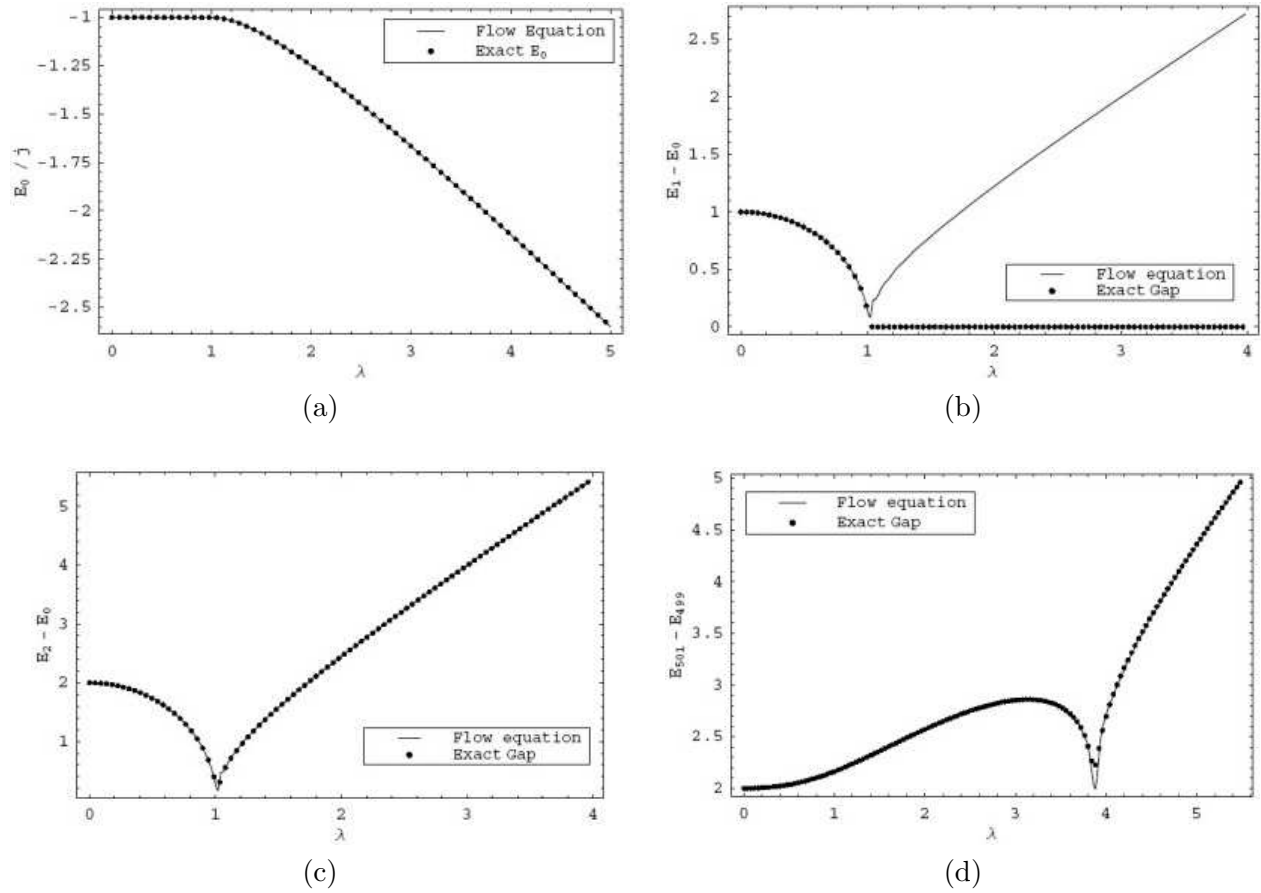 -1
-1.25
-1.5
-1.75
-2
-2.25
-2.5
E₀ / j
Flow Equation
Exact E₀
0 1 2 3 4 5
λ
(a)
2.5
2
1.5
1
0.5
0
E₁ - E₀
Flow equation
Exact Gap
0 1 2 3 4
λ
(b)
5
4
3
2
1
E₂ - E₀
Flow equation
Exact Gap
0 1 2 3 4
λ
(c)
5
4.5
4
3.5
3
2.5
2
E₅₀₁ - E₄₉₉
Flow equation
Exact Gap
0 1 2 3 4 5
λ
(d)